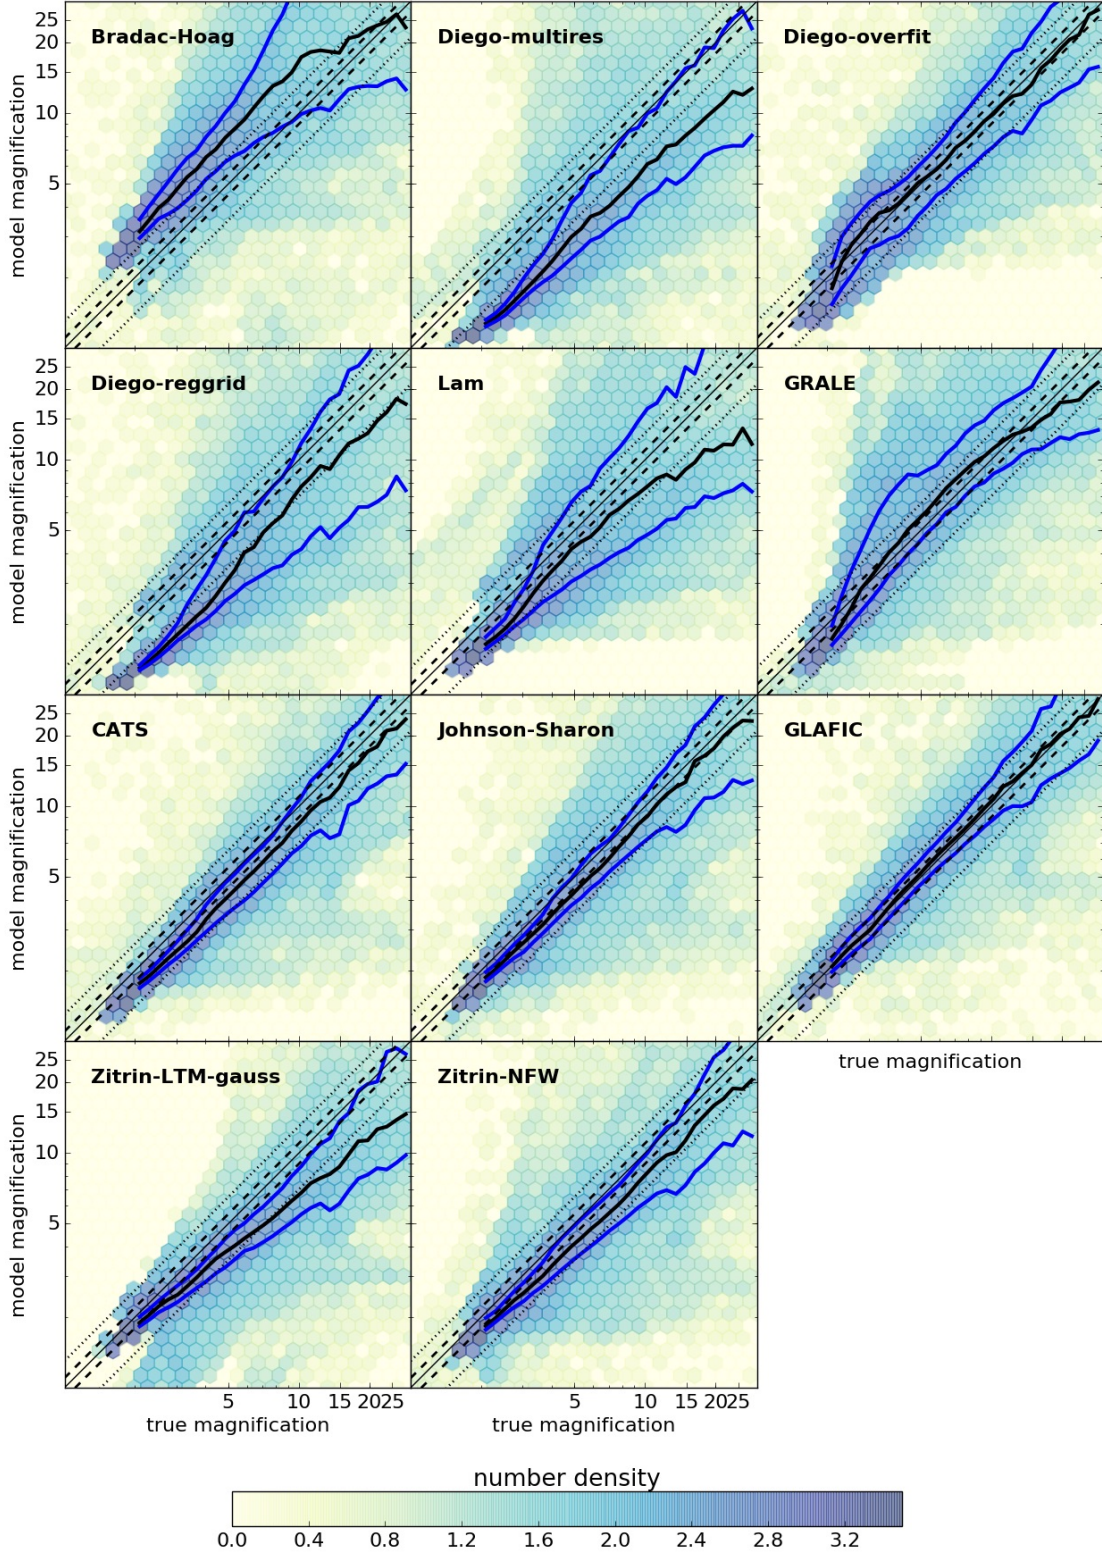 Bradac-Hoag
Diego-multires
Diego-overfit
model magnification
25
20
15
10
5
Diego-reggrid
Lam
GRALE
model magnification
25
20
15
10
5
CATS
Johnson-Sharon
GLAFIC
model magnification
25
20
15
10
5
Zitrin-LTM-gauss
Zitrin-NFW
true magnification
model magnification
25
20
15
10
5
5 10 15 20 25
5 10 15 20 25
true magnification
true magnification
number density
0.0 0.4 0.8 1.2 1.6 2.0 2.4 2.8 3.2